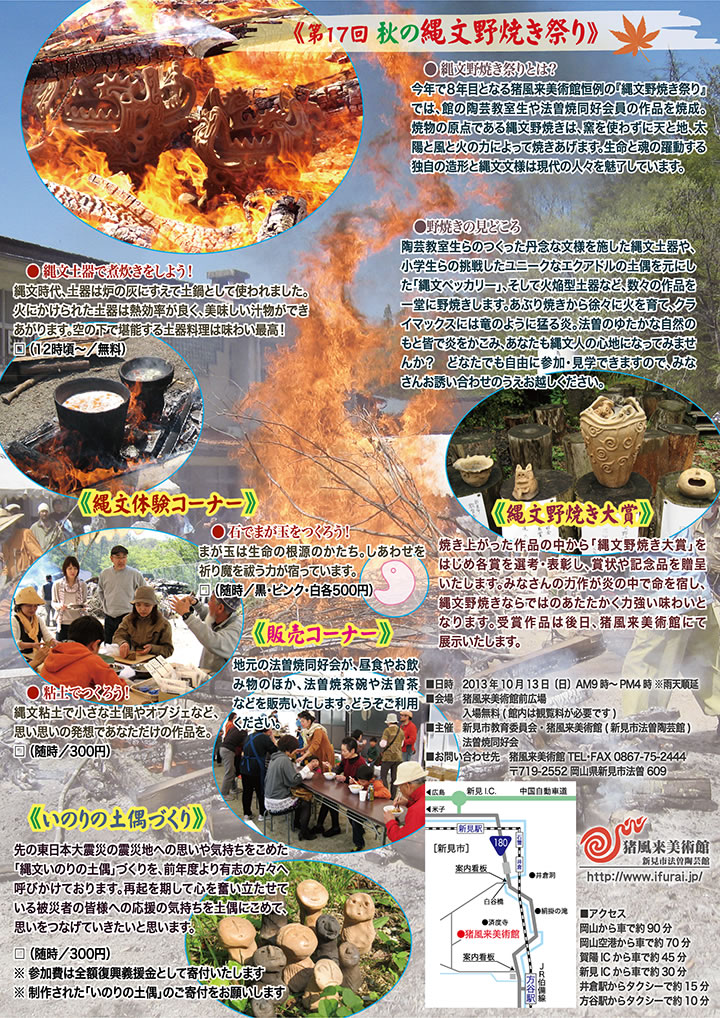 《第17回 秋の縄文野焼き祭り》
●縄文野焼き祭りとは?
今年で8年目となる猪風来美術館恒例の『縄文野焼き祭り』
では、館の陶芸教室生や法曽焼同好会員の作品を焼成。
焼物の原点である縄文野焼きは、窯を使わずに天と地、太
陽と風と火の力によって焼きあげます。生命と魂の躍動する
独自の造形と縄文文様は現代の人々を魅了しています。
●野焼きの見どころ
陶芸教室生らのつくった丹念な文様を施した縄文土器や、
小学生らの挑戦したユニークなエクアドルの土偶を元にし
た「縄文ペッカリー」、そして火焔型土器など、数々の作品を
一堂に野焼きします。あぶり焼きから徐々に火を育て、クラ
イマックスには竜のように猛る炎。法曽のゆたかな自然の
もと皆で炎をかこみ、あなたも縄文人の心地になってみませ
んか? どなたでも自由に参加・見学できますので、みな
さんお誘い合わせのうえお越しください。
●縄文土器で煮炊きをしよう!
縄文時代、土器は炉の灰にすえて土鍋として使われました。
火にかけられた土器は熱効率が良く、美味しい汁物ができ
あがります。空の下で堪能する土器料理は味わい最高!
□(12時頃~/無料)
《縄文体験コーナー》
●石でまが玉をつくろう!
まが玉は生命の根源のかたち。しあわせを
祈り魔を祓う力が宿っています。
□(随時/黒・ピンク・白各500円)
●粘土でつくろう!
縄文粘土で小さな土偶やオブジェなど、
思い思いの発想であなただけの作品を。
□(随時/300円)
《販売コーナー》
地元の法曽焼同好会が、昼食やお飲
み物のほか、法曽焼茶碗や法曽茶
などを販売いたします。どうぞご利用
ください。
《縄文野焼き大賞》
焼き上がった作品の中から「縄文野焼き大賞」を
はじめ各賞を選考・表彰し、賞状や記念品を贈呈
いたします。みなさんの力作が炎の中で命を宿し、
縄文野焼きならではのあたたかく力強い味わいと
なります。受賞作品は後日、猪風来美術館にて
展示いたします。
■日時 2013年10月13日(日)AM9時~PM4時 ※雨天順延
■会場 猪風来美術館前広場
入場無料(館内は観覧料が必要です)
■主催 新見市教育委員会・猪風来美術館(新見市法曽陶芸館)
法曽焼同好会
■お問い合わせ先 猪風来美術館 TEL・FAX 0867-75-2444
〒719-2552 岡山県新見市法曽609
《いのりの土偶づくり》
先の東日本大震災の震災地への思いや気持ちをこめた
「縄文いのりの土偶」づくりを、前年度より有志の方々へ
呼びかけております。再起を期して心を奮い立たせて
いる被災者の皆様への応援の気持ちを土偶にこめて、
思いをつなげていきたいと思います。
□(随時/300円)
※ 参加費は全額復興義援金として寄付いたします
※ 制作された「いのりの土偶」のご寄付をお願いします
◀広島
新見I.C.
中国自動車道
◀米子
新見駅
[新見市]
180
石蟹
井倉
案内看板
●井倉洞
白谷橋
●絹掛の滝
●済度寺
●猪風来美術館
案内看板
方谷駅
JR伯備線
猪風来美術館
新見市法曽陶芸館
http://www.ifurai.jp/
■アクセス
岡山から車で約90分
岡山空港から車で約70分
賀陽ICから車で約45分
新見ICから車で約30分
井倉駅からタクシーで約15分
方谷駅からタクシーで約10分